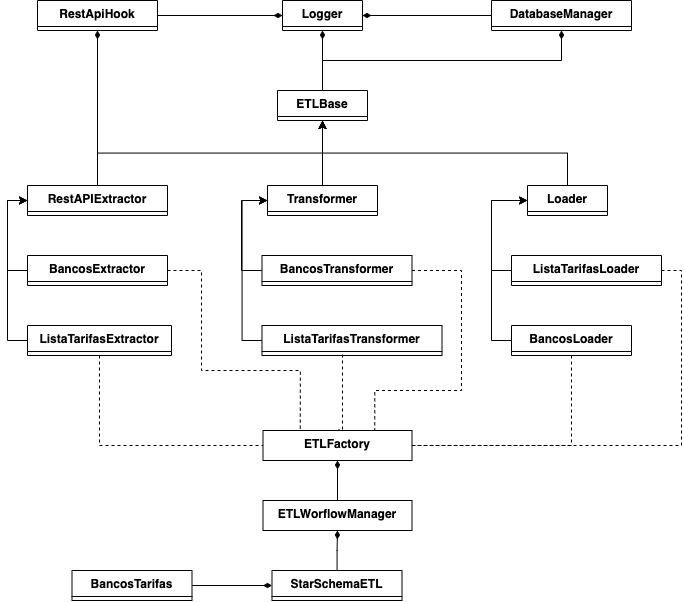 RestApiHook
Logger
DatabaseManager
ETLBase
RestAPIExtractor
Transformer
Loader
BancosExtractor
BancosTransformer
ListaTarifasLoader
ListaTarifasExtractor
ListaTarifasTransformer
BancosLoader
ETLFactory
ETLWorflowManager
BancosTarifas
StarSchemaETL